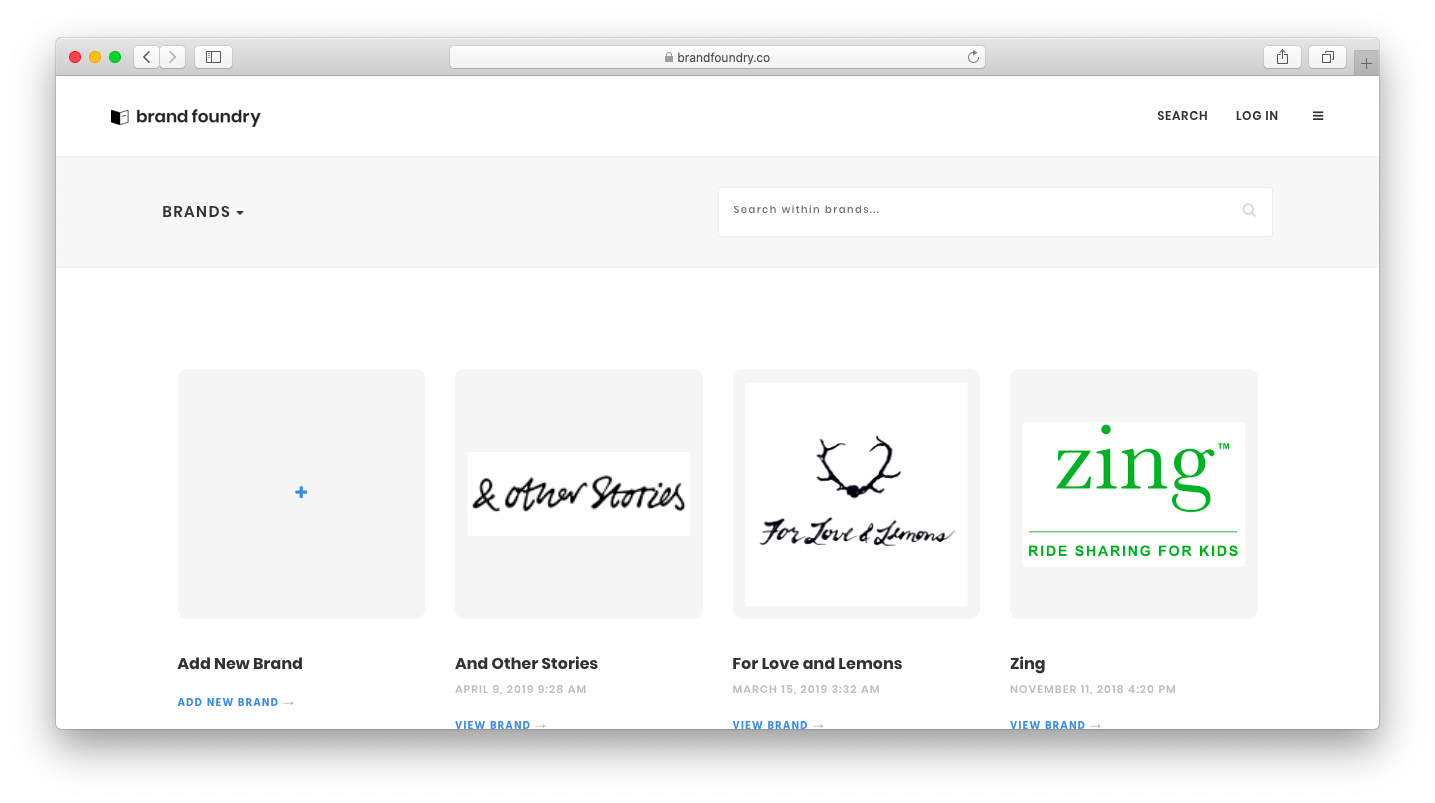 brandfoundry.co
brand foundry
SEARCH LOG IN
BRANDS
Search within brands...
& other Stories
For Love & Lemons
zing™
RIDE SHARING FOR KIDS
Add New Brand
ADD NEW BRAND →
And Other Stories
APRIL 9, 2019 9:28 AM
VIEW BRAND →
For Love and Lemons
MARCH 15, 2019 3:32 AM
VIEW BRAND →
Zing
NOVEMBER 11, 2018 4:20 PM
VIEW BRAND →